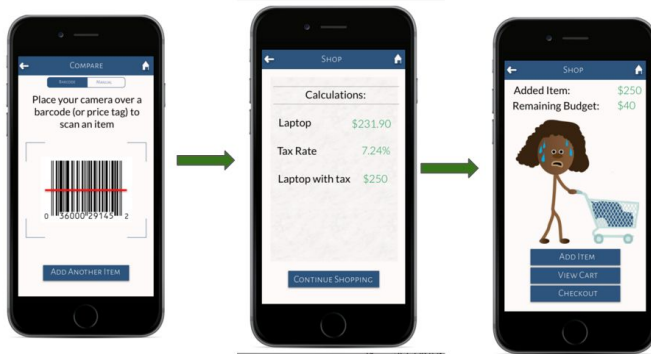 COMPARE
BARCODE MANUAL
Place your camera over a
barcode (or price tag) to
scan an item
0 36000 29145 2
ADD ANOTHER ITEM
SHOP
Calculations:
Laptop $231.90
Tax Rate 7.24%
Laptop with tax $250
CONTINUE SHOPPING
SHOP
Added Item: $250
Remaining Budget: $40
ADD ITEM
VIEW CART
CHECKOUT